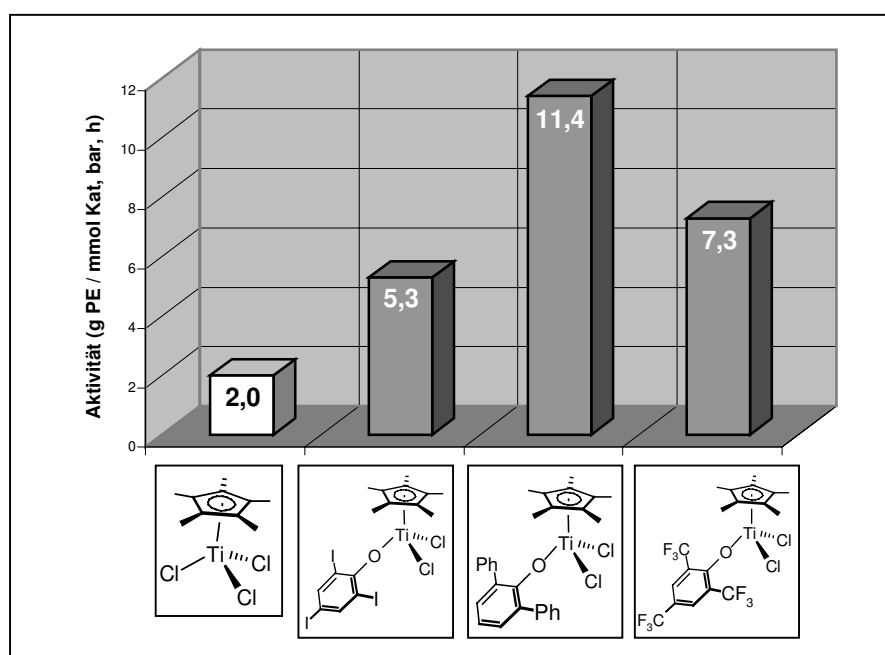 Aktivität (g PE / mmol Kat, bar, h)
12
10
8
6
4
2
0
2,0
5,3
11,4
7,3
Ti
Cl
Cl
Cl
Ti
Cl
Cl
O
I
I
I
Ti
Cl
Cl
O
Ph
Ph
Ti
Cl
Cl
O
F₃C
CF₃
F₃C